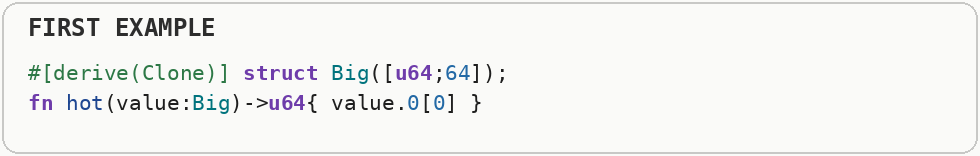 FIRST EXAMPLE
#[derive(Clone)] struct Big([u64;64]);
fn hot(value:Big)->u64{ value.0[0] }